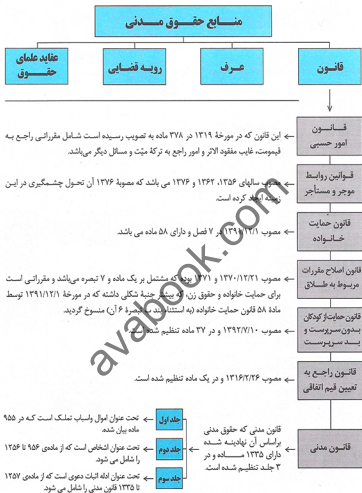 منابع حقوق مدنی
قانون
عرف
رویه قضایی
عقاید علمای
حقوق
قانون
امور حسبی
این قانون که در مورخهٔ ۱۳۱۹ در ۳۷۸ ماده به تصویب رسیده است شامل مقرراتی راجع به
قیمومت، غایب مفقود الاثر و امور راجع به ترکهٔ میّت و مسائل دیگر می‌باشد.
قوانین روابط
موجر و مستأجر
مصوب سالهای ۱۳۵۶، ۱۳۶۲ و ۱۳۷۶ می باشد که مصوبهٔ ۱۳۷۶ آن تحول چشمگیری در این
زمینه ایجاد کرده است.
قانون حمایت
خانواده
مصوب ۱۳۹۱/۱۲/۱ در ۷ فصل و دارای ۵۸ ماده می باشد.
قانون اصلاح مقررات
مربوط به طلاق
مصوب ۱۳۷۰/۱۲/۲۱ و ۱۳۷۱ بوده که مشتمل بر یک ماده و ۷ تبصره می‌باشد و مقرراتی است
برای حمایت خانواده و حقوق زن، که بیشتر جنبهٔ شکلی داشته که در مورخهٔ ۱۳۹۱/۱۲/۱ توسط
مادهٔ ۵۸ قانون حمایت خانواده (به استثناء بند ب تبصرهٔ ۶ آن) منسوخ گردید.
قانون حمایت از کودکان
بدون سرپرست و
بد سرپرست
مصوب ۱۳۹۲/۷/۱۰ و در ۳۷ ماده تنظیم شده است.
قانون راجع به
تعیین قیم اتفاقی
مصوب ۱۳۱۶/۲/۲۶ و در یک ماده تنظیم شده است.
قانون مدنی
قانون مدنی که حقوق مدنی
براساس آن نهادینه شده
دارای ۱۳۳۵ ماده و در
۳ جلد تنظیم شده است.
جلد اول
تحت عنوان اموال واسباب تملک است کـه در ۹۵۵
ماده بیان شده.
جلد دوم
تحت عنوان اشخاص است که از ماده‌ی ۹۵۶ تا ۱۲۵۶
را شامل می شود.
جلد سوم
تحت عنوان ادله اثبات دعوی است که از ماده‌ی ۱۲۵۷
تا ۱۳۳۵ قانون مدنی را شامل می شود.
avabook.com